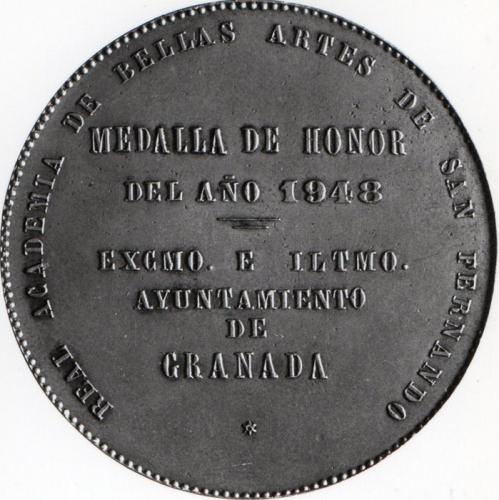 REAL ACADEMIA DE BELLAS ARTES DE SAN FERNANDO
MEDALLA DE HONOR
DEL AÑO 1948
EXCMO. E ILTMO.
AYUNTAMIENTO
DE
GRANADA